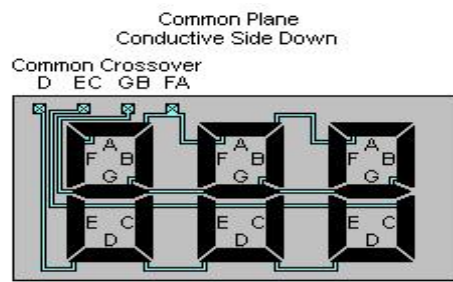 Common Plane
Conductive Side Down
Common Crossover
D EC GB FA
A A A
F B F B F B
G G G
E C E C E C
D D D